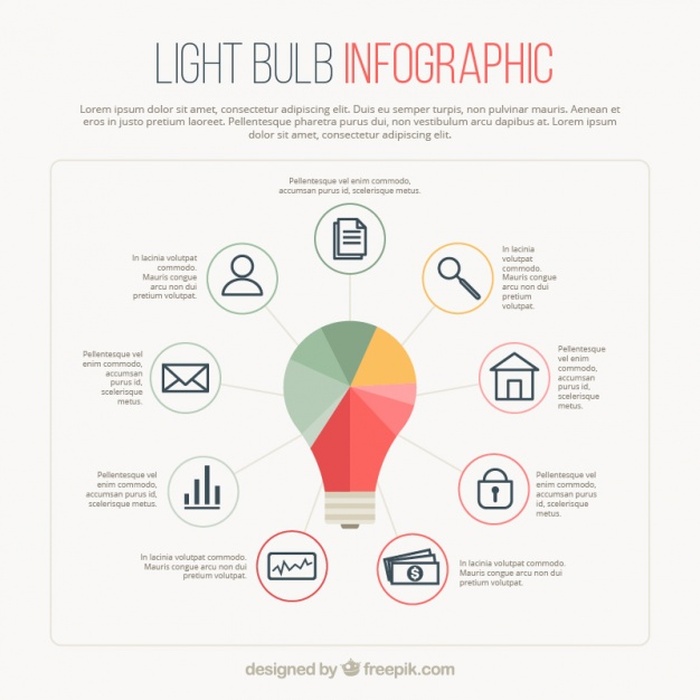 LIGHT BULB INFOGRAPHIC
Lorem ipsum dolor sit amet, consectetur adipiscing elit. Duis eu semper turpis, non pulvinar mauris. Aenean et
eros in justo pretium laoreet. Pellentesque pharetra purus dui, non vestibulum arcu dapibus at. Lorem ipsum
dolor sit amet, consectetur adipiscing elit.
Pellentesque vel enim commodo,
accumsan purus id, scelerisque metus.
In lacinia volutpat
commodo.
Mauris congue
arcu non dui
pretium volutpat.
In lacinia
volutpat
commodo.
Mauris congue
arcu non dui
pretium
volutpat.
Pellentesque vel
enim commodo,
accumsan
purus id,
scelerisque
metus.
Pellentesque
vel enim
commodo,
accumsan
purus id,
scelerisque
metus.
Pellentesque vel
enim commodo,
accumsan purus id,
scelerisque metus.
Pellentesque vel
enim commodo,
accumsan purus id,
scelerisque
metus.
In lacinia volutpat commodo.
Mauris congue arcu non dui
pretium volutpat.
$
In lacinia volutpat commodo.
Mauris congue arcu non dui
pretium volutpat.
designed by freepik.com